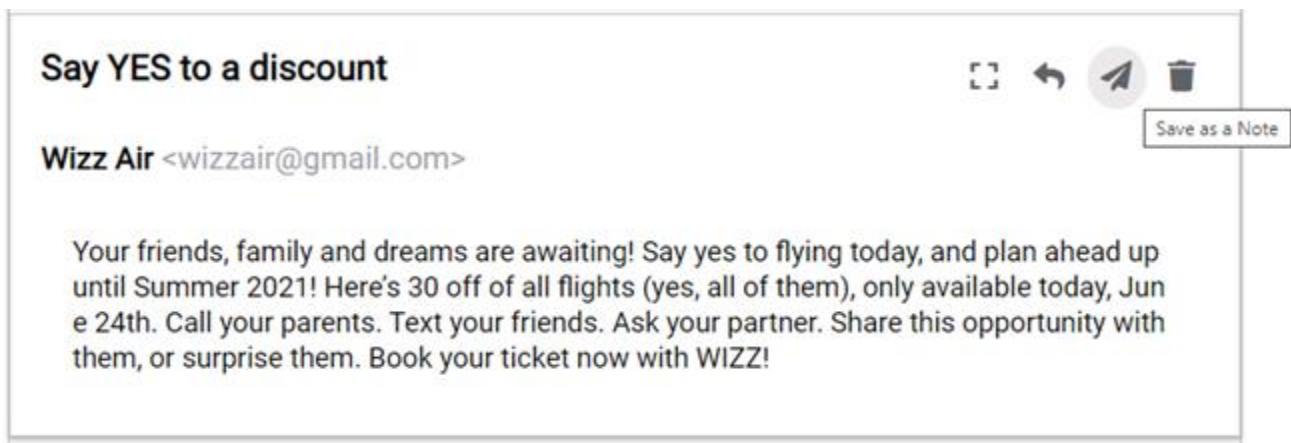 Say YES to a discount
Save as a Note
Wizz Air <wizzair@gmail.com>
Your friends, family and dreams are awaiting! Say yes to flying today, and plan ahead up
until Summer 2021! Here's 30 off of all flights (yes, all of them), only available today, Jun
e 24th. Call your parents. Text your friends. Ask your partner. Share this opportunity with
them, or surprise them. Book your ticket now with WIZZ!